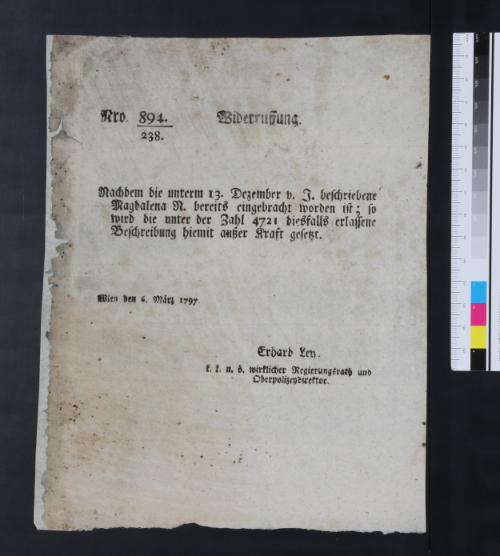 Nro. 894. Widerruffung.
238.
Nachdem die unterm 13. Dezember v. J. beschriebene
Magdalena N. bereits eingebracht worden ist; so
wird die unter der Zahl 4721 diesfalls erlassene
Beschreibung hiemit außer Kraft gesetzt.
Wien den 6. März 1797
Erhard Ley.
k. k. n. ö. wirklicher Regierungsrath und
Oberpolizeydirektor.